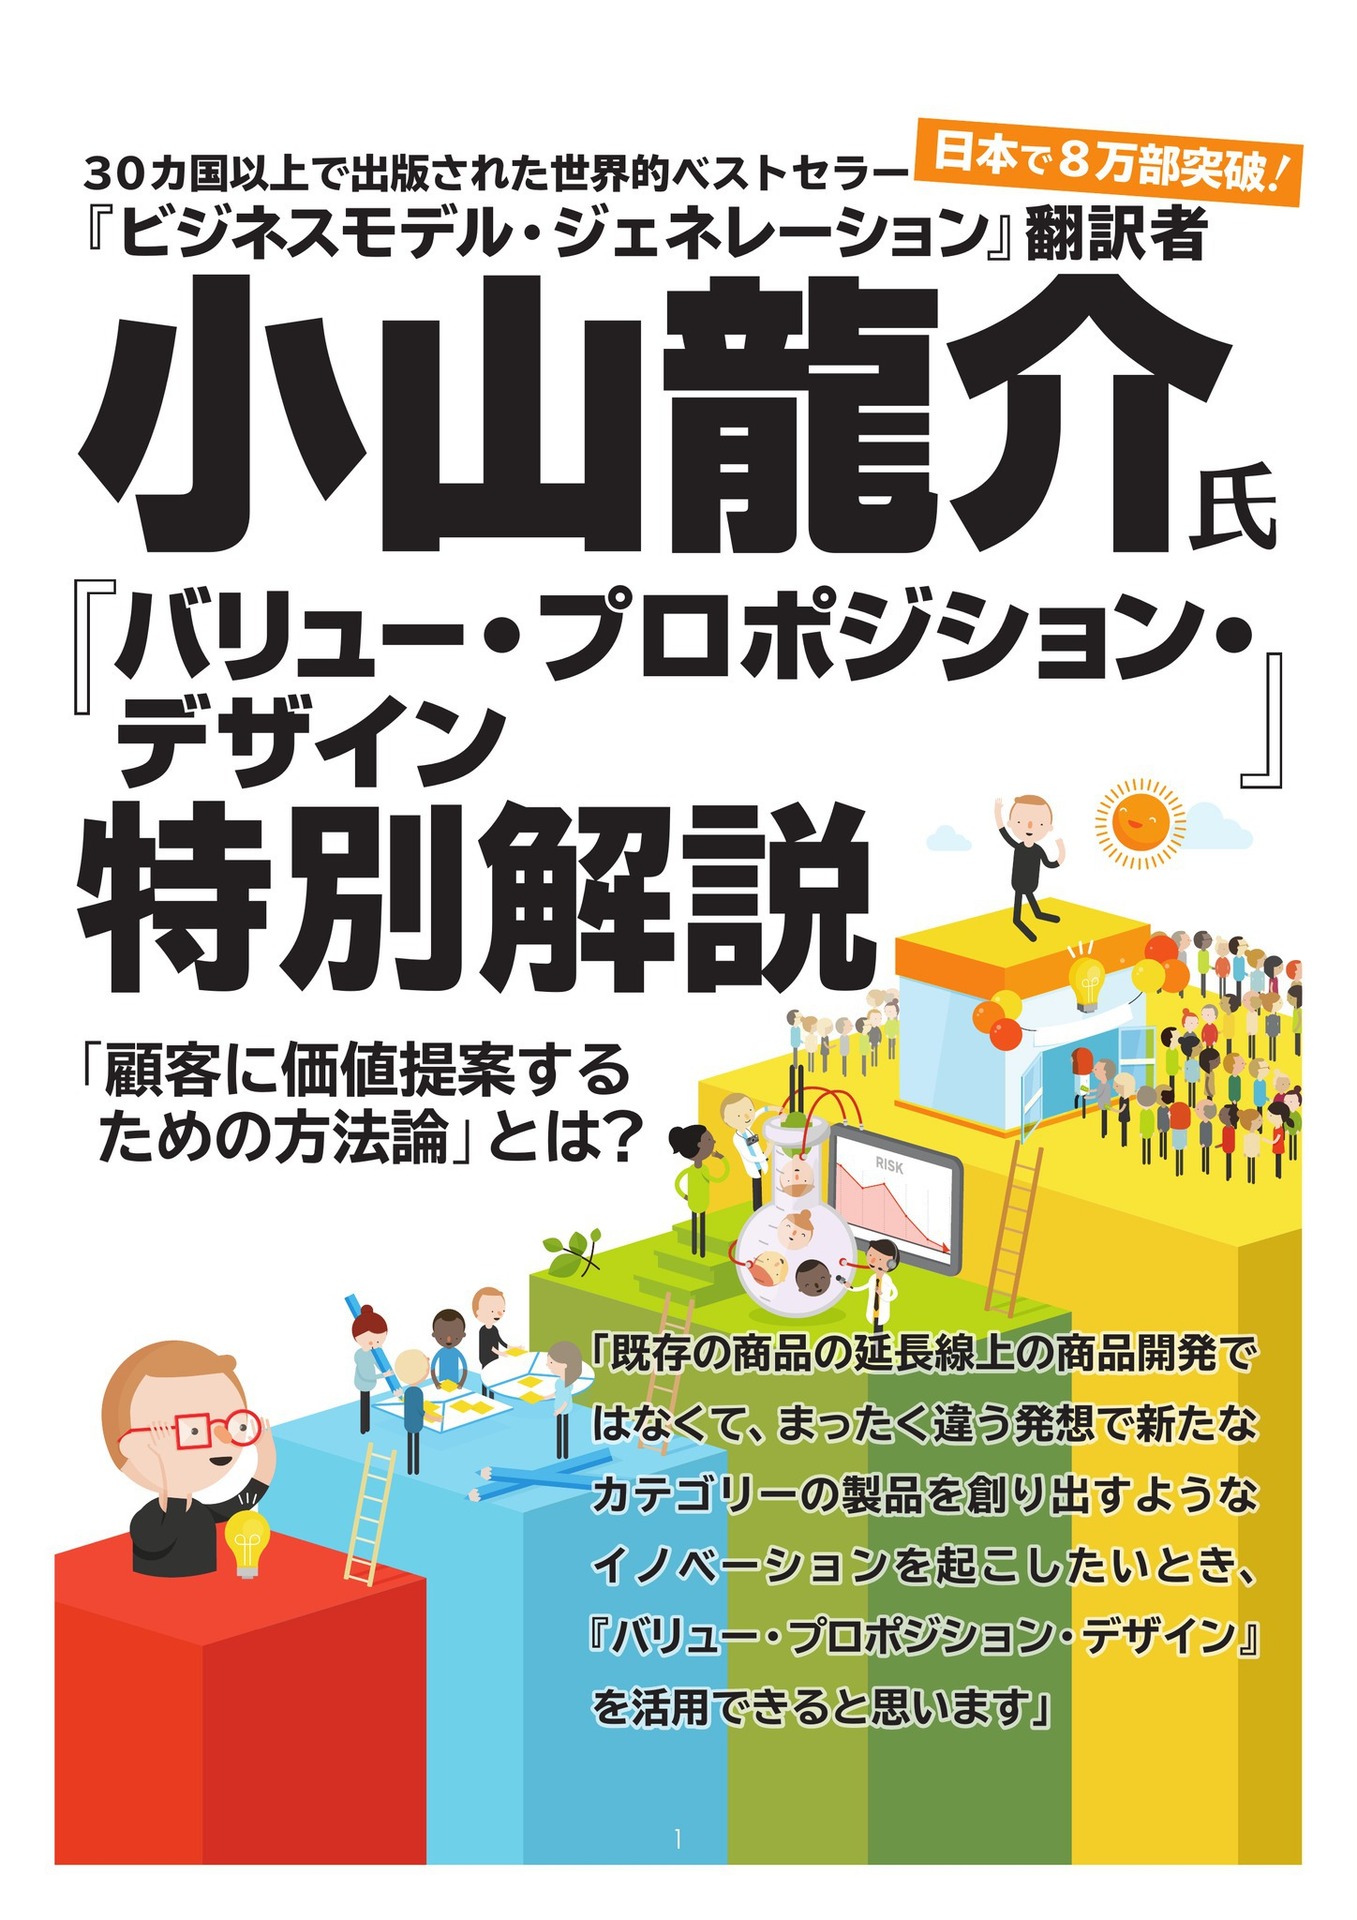 30カ国以上で出版された世界的ベストセラー
日本で8万部突破!
『ビジネスモデル・ジェネレーション』翻訳者
小山龍介氏
『バリュー・プロポジション・
デザイン』
特別解説
「顧客に価値提案する
ための方法論」とは?
RISK
「既存の商品の延長線上の商品開発で
はなくて、まったく違う発想で新たな
カテゴリーの製品を創り出すような
イノベーションを起こしたいとき、
『バリュー・プロポジション・デザイン』
を活用できると思います」
1